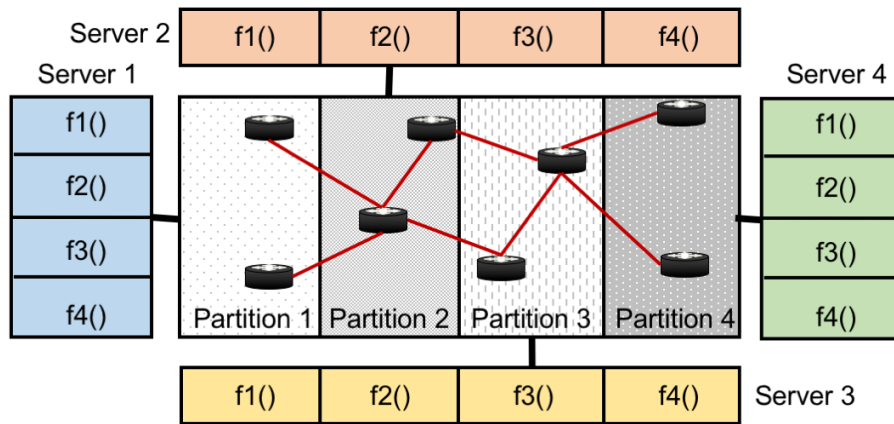 Server 2
f1() f2() f3() f4()
Server 1
f1()
f2()
f3()
f4()
Partition 1 Partition 2 Partition 3 Partition 4
Server 4
f1()
f2()
f3()
f4()
f1() f2() f3() f4()
Server 3